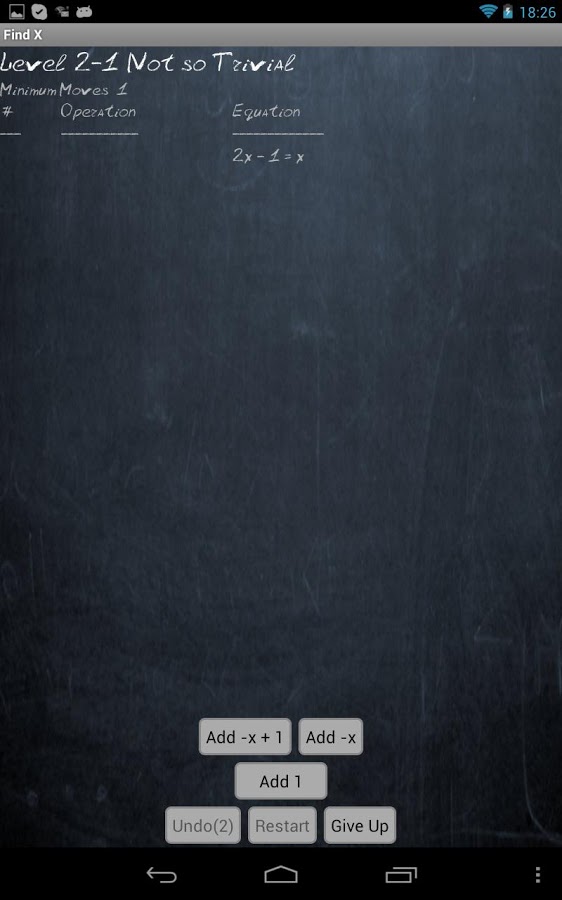 18:26
Find X
Level 2-1 Not so Trivial
Minimum Moves 1
# Operation Equation
2x - 1 = x
Add -x + 1 Add -x
Add 1
Undo(2) Restart Give Up